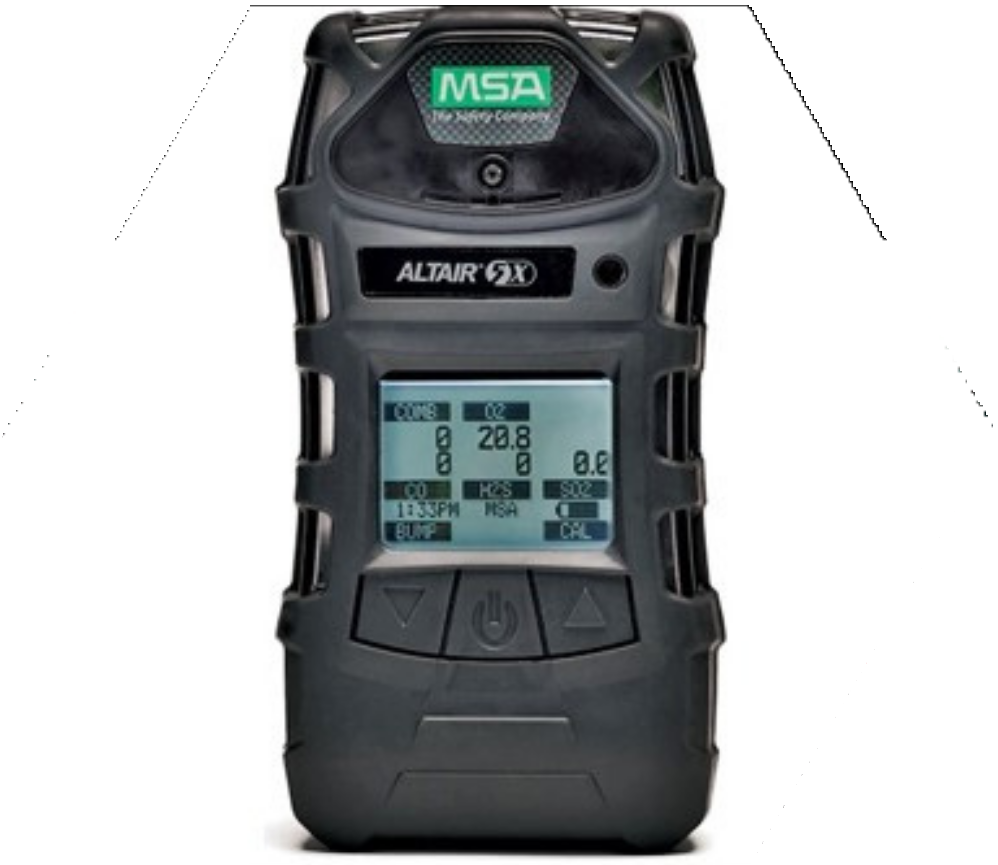 MSA
The Safety Company
ALTAIR 5X
COMB O2
0 20.8
0 0 0.0
CO H2S SO2
1:33PM MSA
BUMP CAL